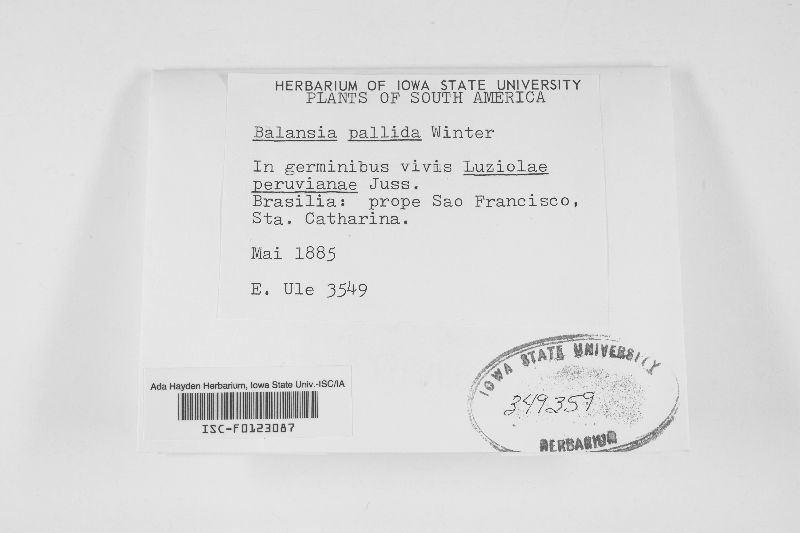 HERBARIUM OF IOWA STATE UNIVERSITY
PLANTS OF SOUTH AMERICA
Balansia pallida Winter
In germinibus vivis Luziolae
peruvianae Juss.
Brasilia: prope Sao Francisco,
Sta. Catharina.
Mai 1885
E. Ule 3549
Ada Hayden Herbarium, Iowa State Univ.-ISC/IA
ISC-F0123087
IOWA STATE UNIVERSITY
349359
HERBARIUM